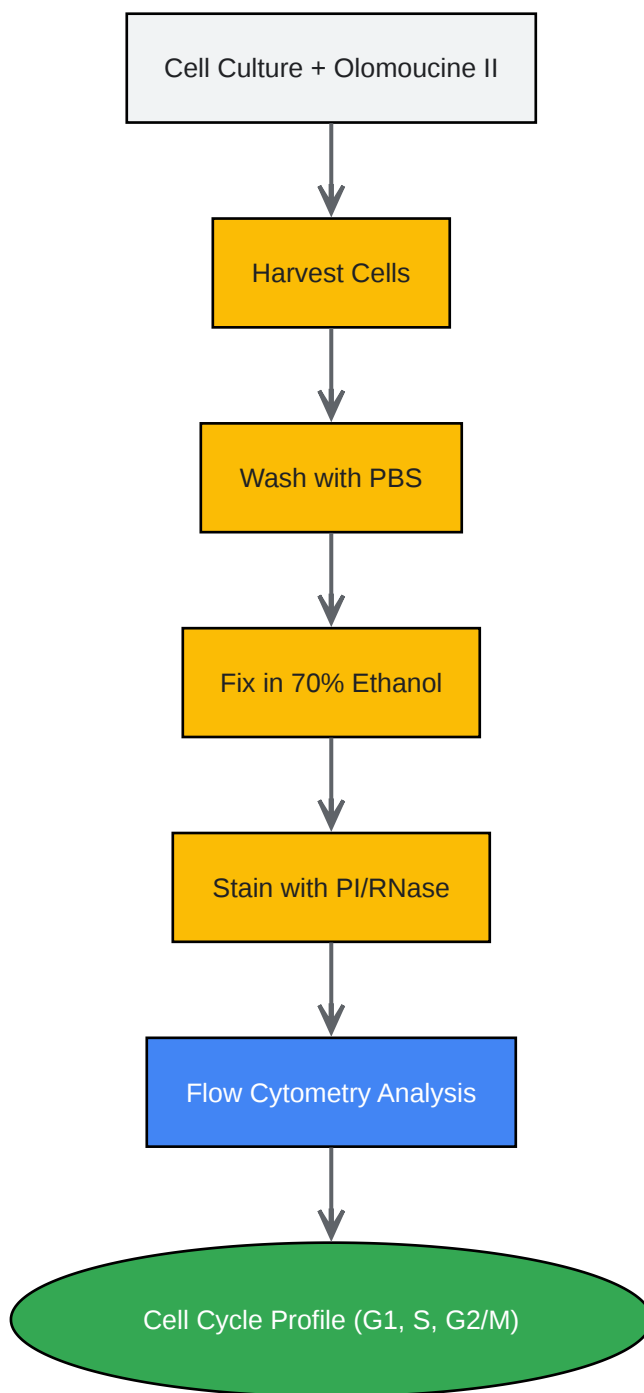 Cell Culture + Olomoucine II
Harvest Cells
Wash with PBS
Fix in 70% Ethanol
Stain with PI/RNase
Flow Cytometry Analysis
Cell Cycle Profile (G1, S, G2/M)